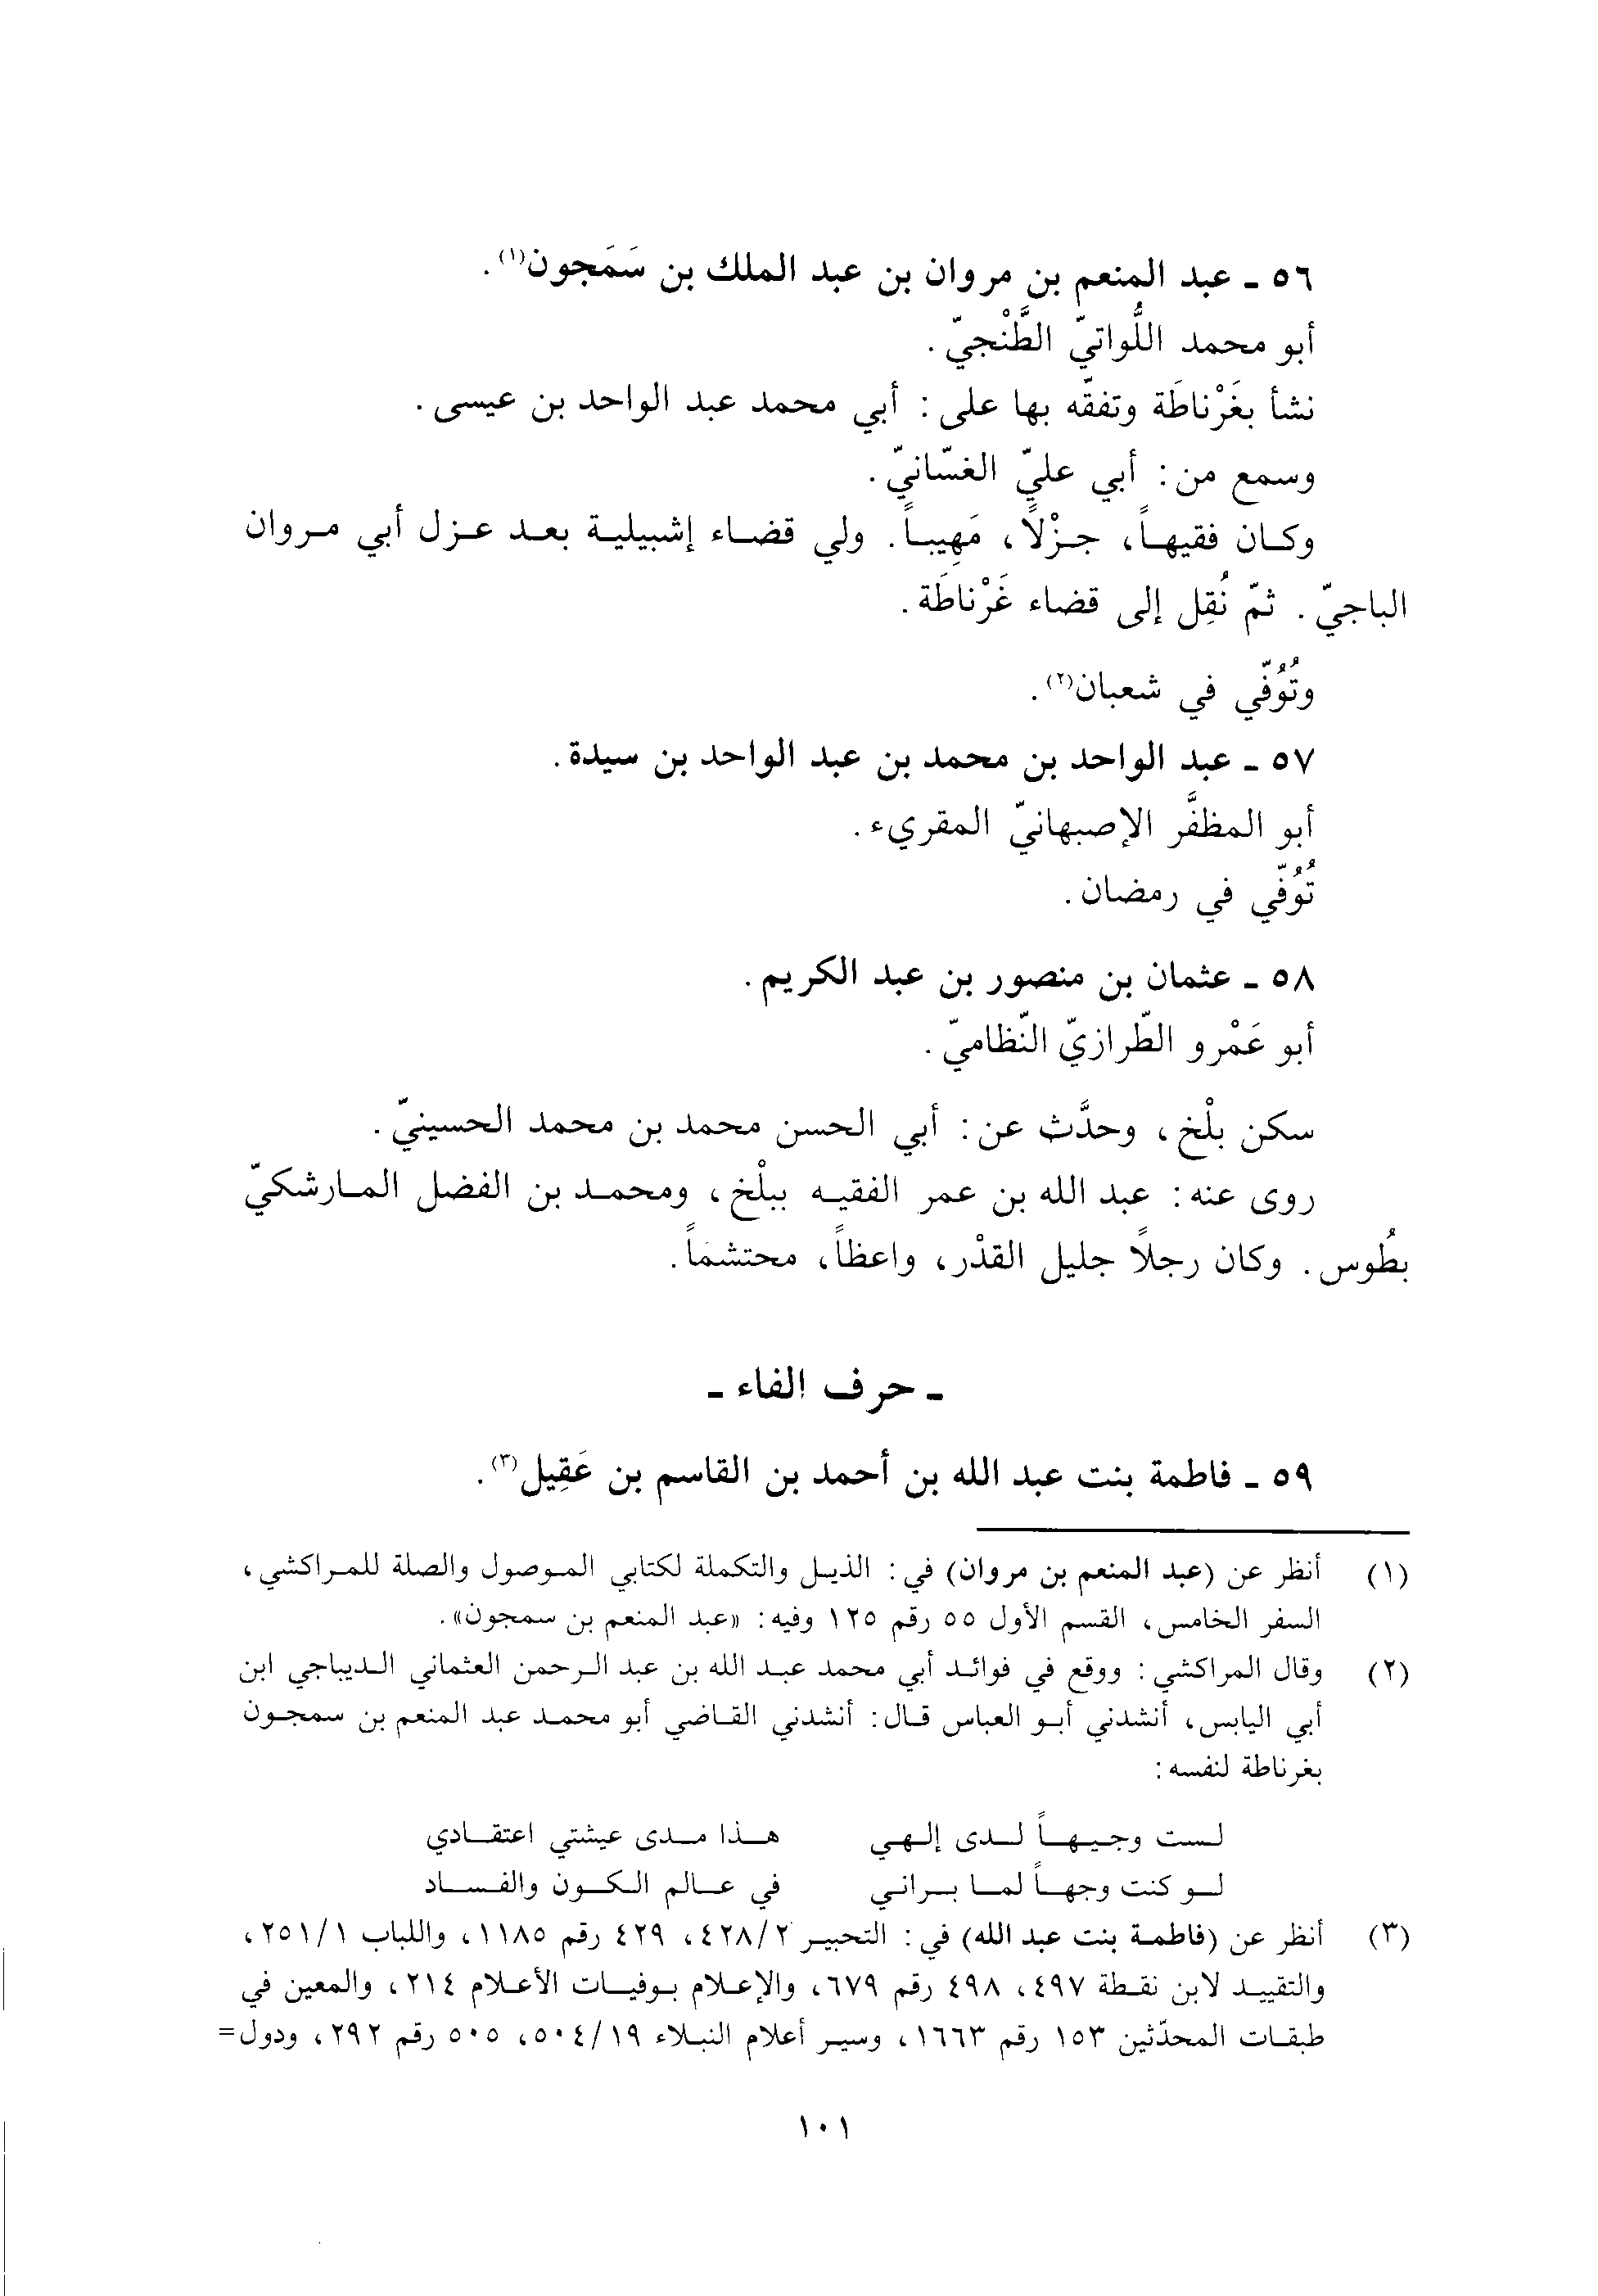 ٥٦ ـ عبد المنعم بن مروان بن عبد الملك بن سَمَجون(١).
أبو محمد اللُّواتيّ الطَّنْجيّ.
نشأ بغَرْناطَة وتفقّه بها على: أبي محمد عبد الواحد بن عيسى.
وسمع من: أبي عليّ الغسّانيّ.
وكان فقيهاً، جزْلاً، مَهِيباً. ولي قضاء إشبيلية بعد عزل أبي مروان
الباجيّ. ثمّ نُقِل إلى قضاء غَرْناطَة.
وتُوُفّي في شعبان(٢).
٥٧ ـ عبد الواحد بن محمد بن عبد الواحد بن سيدة.
أبو المظفَّر الإصبهانيّ المقريء.
تُوُفّي في رمضان.
٥٨ ـ عثمان بن منصور بن عبد الكريم.
أبو عَمْرو الطّرازيّ النّظاميّ.
سكن بلْخ، وحدَّث عن: أبي الحسن محمد بن محمد الحسينيّ.
روى عنه: عبد الله بن عمر الفقيه ببلْخ، ومحمد بن الفضل المارشكيّ
بطُوس. وكان رجلاً جليل القدْر، واعظاً، محتشماً.
ـ حرف الفاء ـ
٥٩ ـ فاطمة بنت عبد الله بن أحمد بن القاسم بن عَقِيل(٣).
(١) أنظر عن (عبد المنعم بن مروان) في: الذيل والتكملة لكتابي الموصول والصلة للمراكشي،
السفر الخامس، القسم الأول ٥٥ رقم ١٢٥ وفيه: «عبد المنعم بن سمجون».
(٢) وقال المراكشي: ووقع في فوائد أبي محمد عبد الله بن عبد الرحمن العثماني الديباجي ابن
أبي اليابس، أنشدني أبو العباس قال: أنشدني القاضي أبو محمد عبد المنعم بن سمجون
بغرناطة لنفسه:
لست وجيهاً لدى إلهي هذا مدى عيشتي اعتقادي
لو كنت وجهاً لما براني في عالم الكون والفساد
(٣) أنظر عن (فاطمة بنت عبد الله) في: التحبير ٤٢٨/٢، ٤٢٩ رقم ١١٨٥، واللباب ٢٥١/١،
والتقييد لابن نقطة ٤٩٧، ٤٩٨ رقم ٦٧٩، والإعلام بوفيات الأعلام ٢١٤، والمعين في
طبقات المحدّثين ١٥٣ رقم ١٦٦٣، وسير أعلام النبلاء ٥٠٤/١٩، ٥٠٥ رقم ٢٩٢، ودول=
١٠١